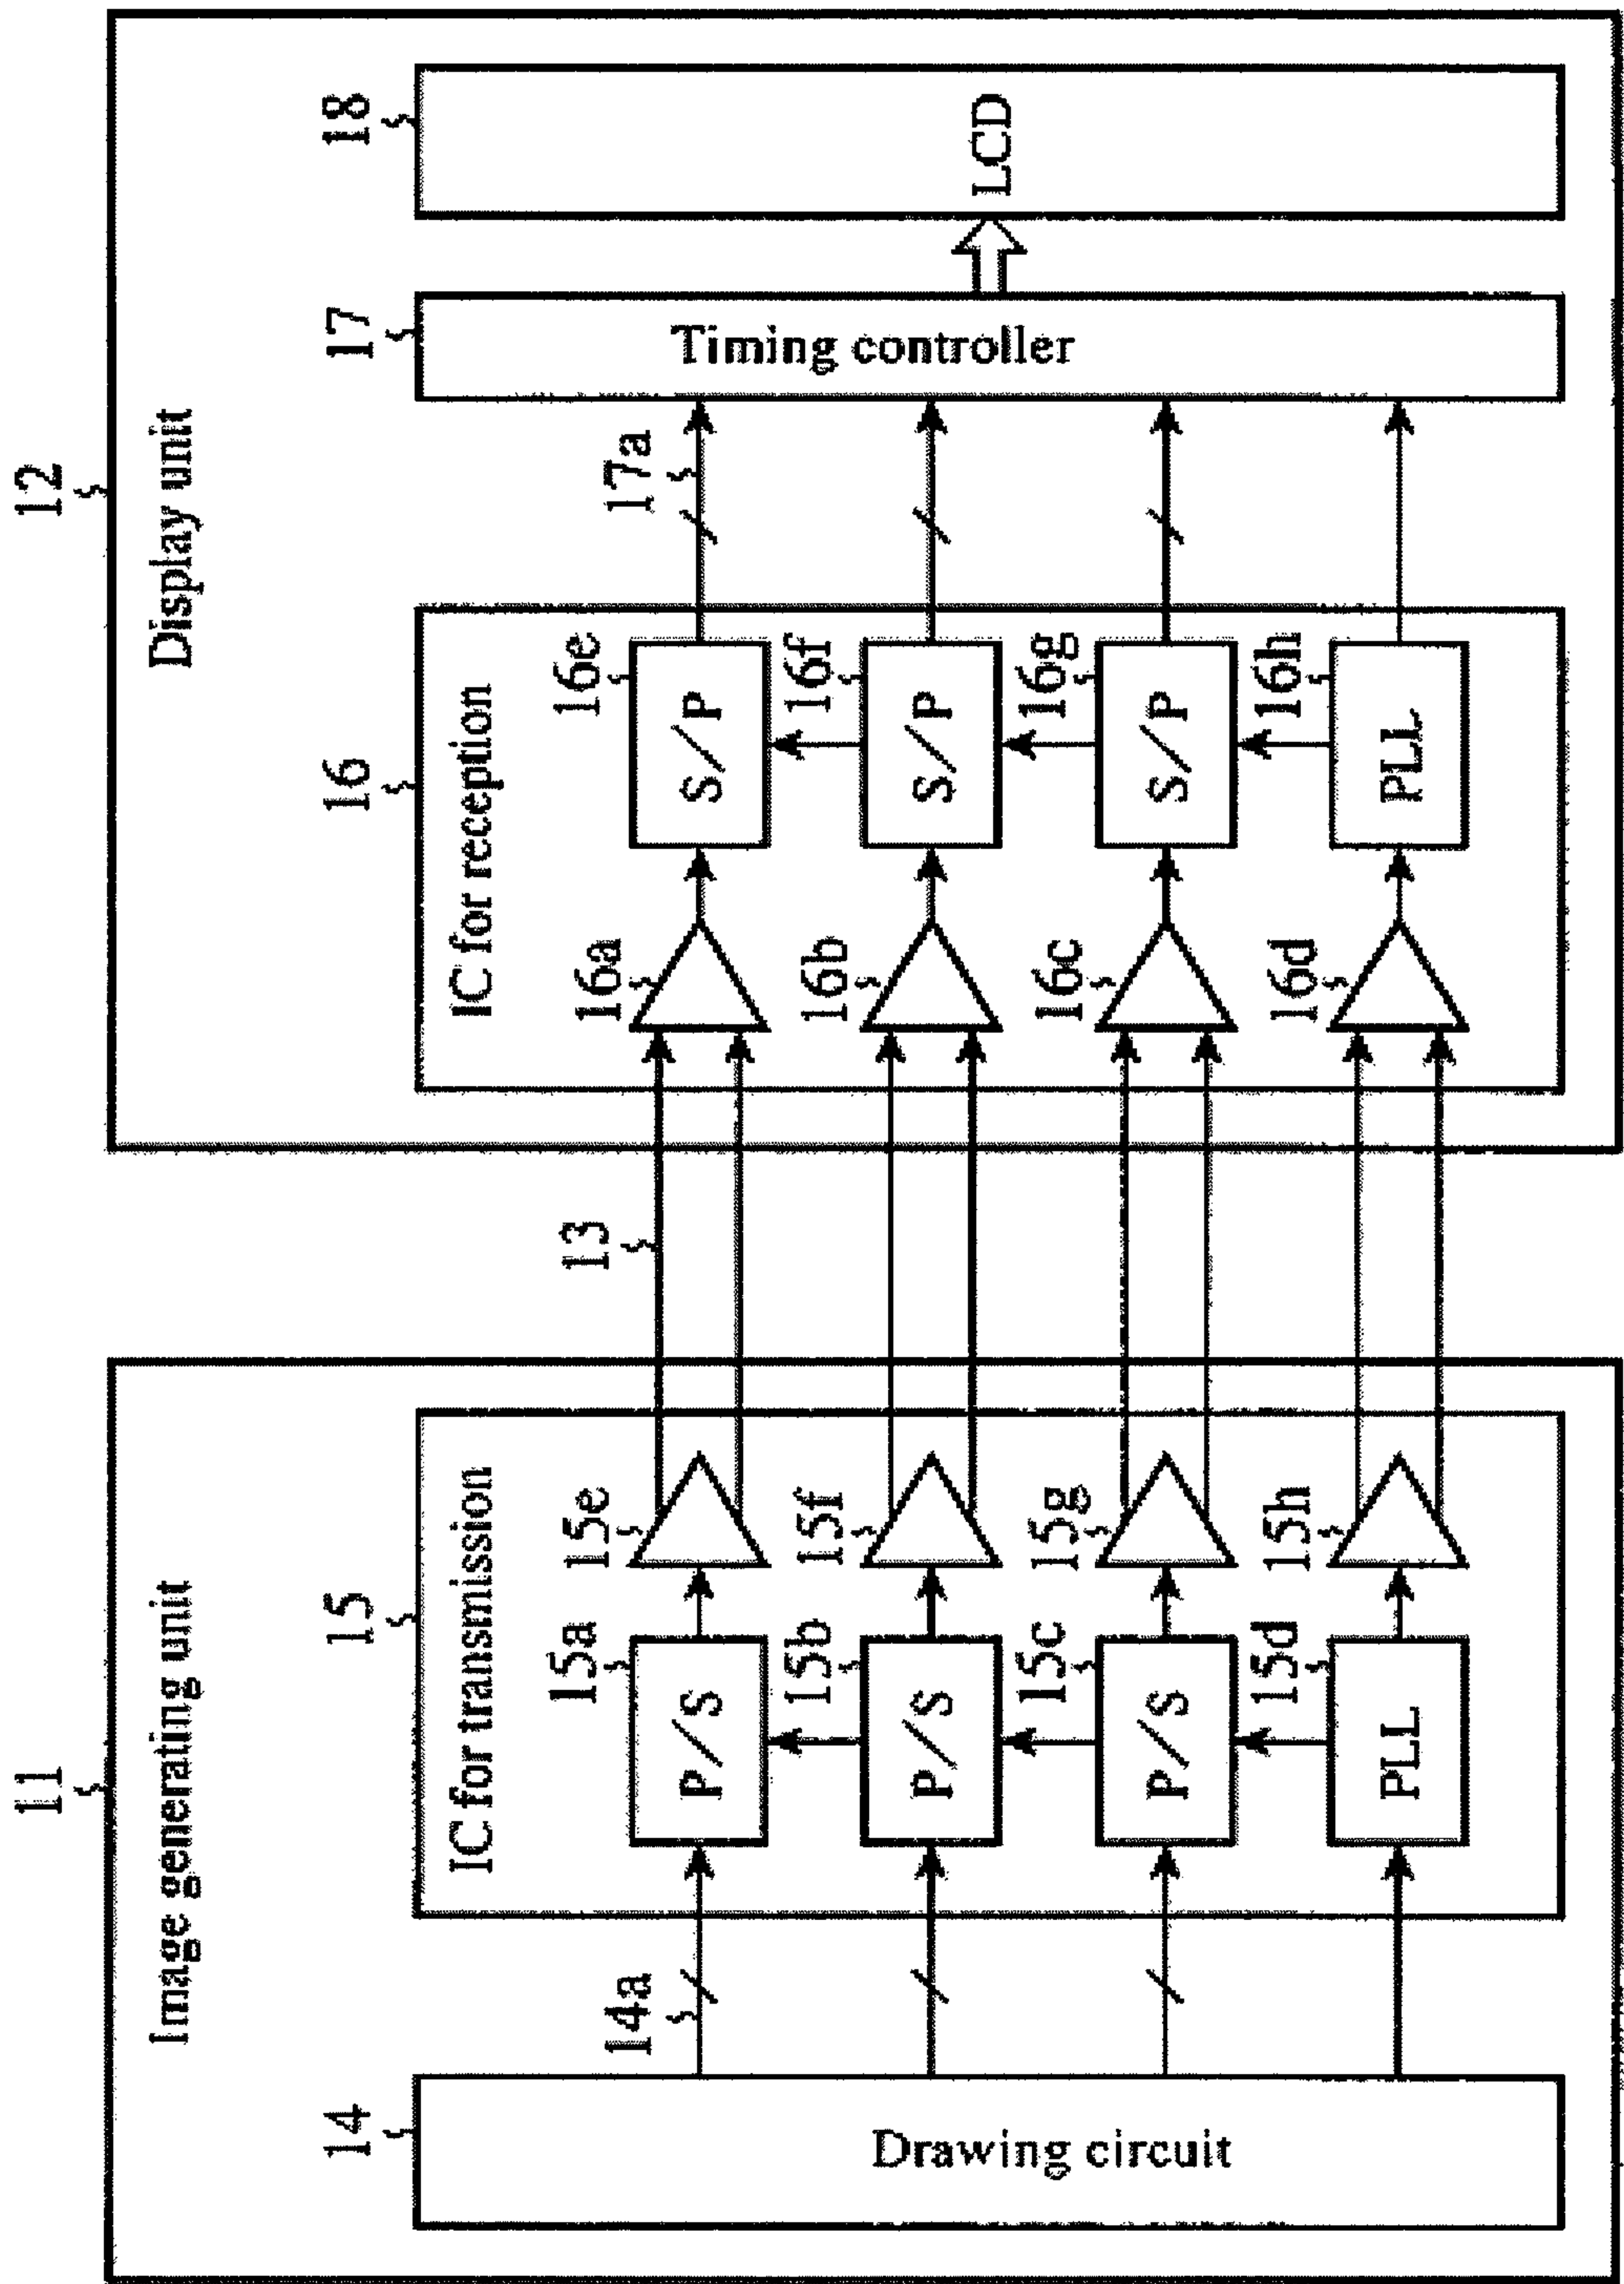 11
Image generating unit
14
Drawing circuit
14a
15
IC for transmission
15a
P/S
15e
15b
P/S
15f
15c
P/S
15g
15d
PLL
15h
13
12
Display unit
16
IC for reception
16a
16e
S/P
16b
16f
S/P
16c
16g
S/P
16d
16h
PLL
17a
17
Timing controller
18
LCD